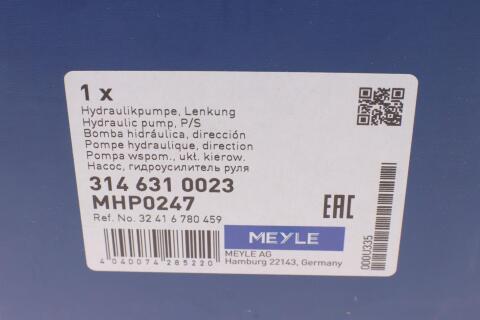 1 x
Hydraulikpumpe, Lenkung
Hydraulic pump, P/S
Bomba hidráulica, dirección
Pompe hydraulique, direction
Pompa wspom., ukł. kierow.
Насос, гидроусилитель руля
314 631 0023
MHP0247
Ref. No. 32 41 6 780 459
4 040074 285220
MEYLE
MEYLE AG
Hamburg 22143, Germany
EAC
000U335